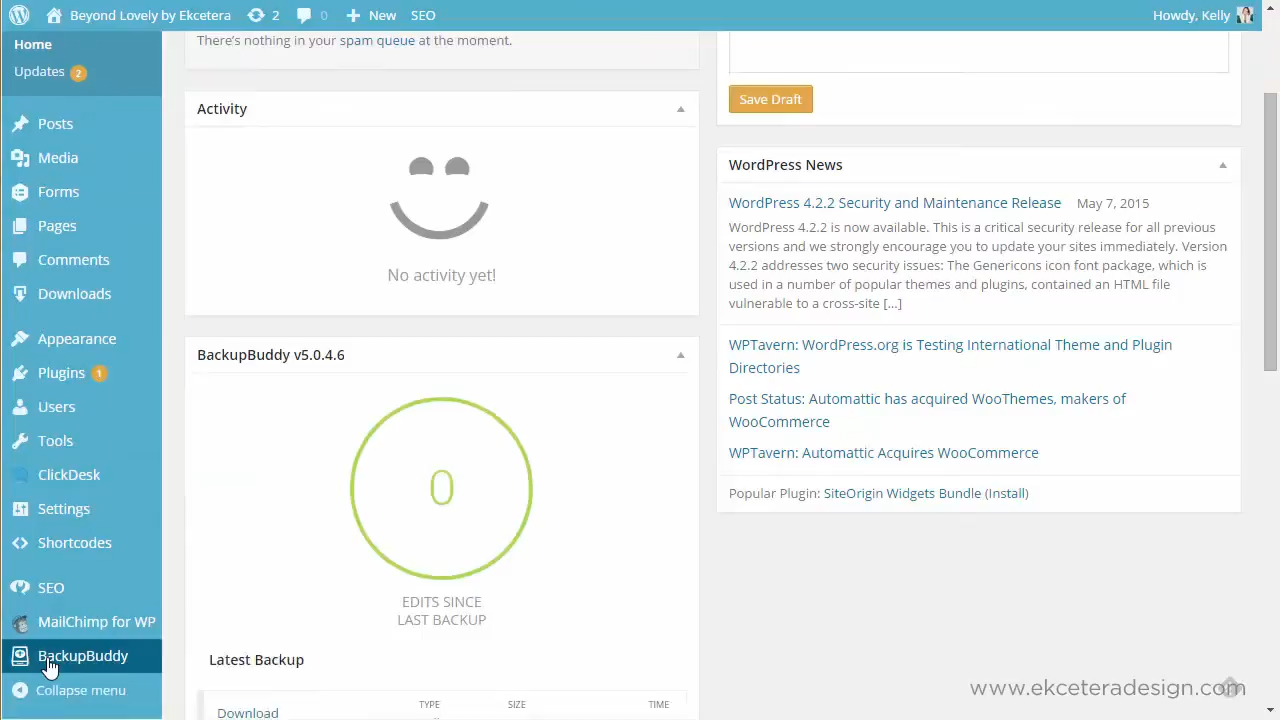 Beyond Lovely by Ekcetera 2 0 New SEO Howdy, Kelly
Home
Updates 2
Posts
Media
Forms
Pages
Comments
Downloads
Appearance
Plugins 1
Users
Tools
ClickDesk
Settings
Shortcodes
SEO
MailChimp for WP
BackupBuddy
Collapse menu
There's nothing in your spam queue at the moment.
Activity
No activity yet!
BackupBuddy v5.0.4.6
0
EDITS SINCE
LAST BACKUP
Latest Backup
TYPE SIZE TIME
Download
Save Draft
WordPress News
WordPress 4.2.2 Security and Maintenance Release May 7, 2015
WordPress 4.2.2 is now available. This is a critical security release for all previous
versions and we strongly encourage you to update your sites immediately. Version
4.2.2 addresses two security issues: The Genericons icon font package, which is
used in a number of popular themes and plugins, contained an HTML file
vulnerable to a cross-site […]
WPTavern: WordPress.org is Testing International Theme and Plugin
Directories
Post Status: Automattic has acquired WooThemes, makers of
WooCommerce
WPTavern: Automattic Acquires WooCommerce
Popular Plugin: SiteOrigin Widgets Bundle (Install)
www.ekceteradesign.com